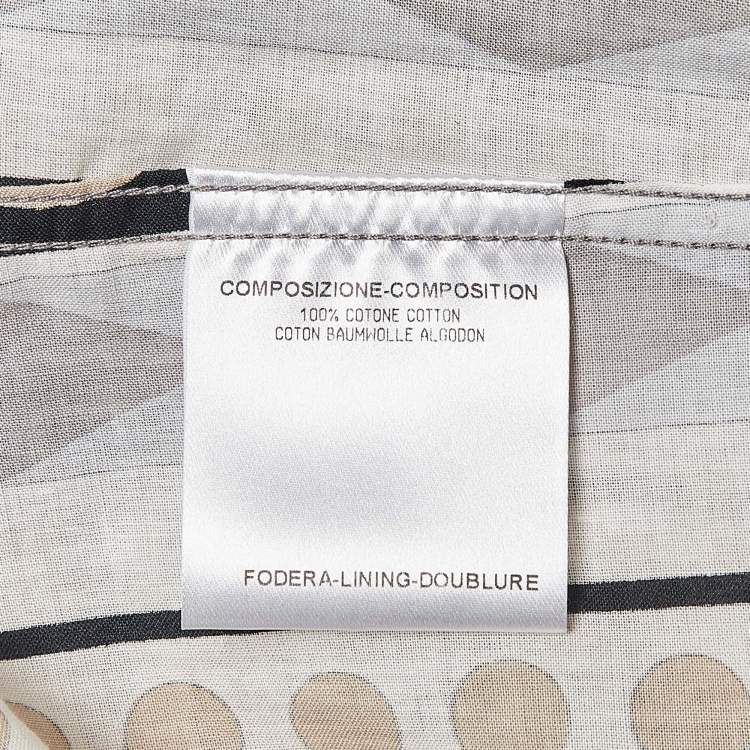 COMPOSIZIONE-COMPOSITION
100% COTONE COTTON
COTON BAUMWOLLE ALGODON
FODERA-LINING-DOUBLURE